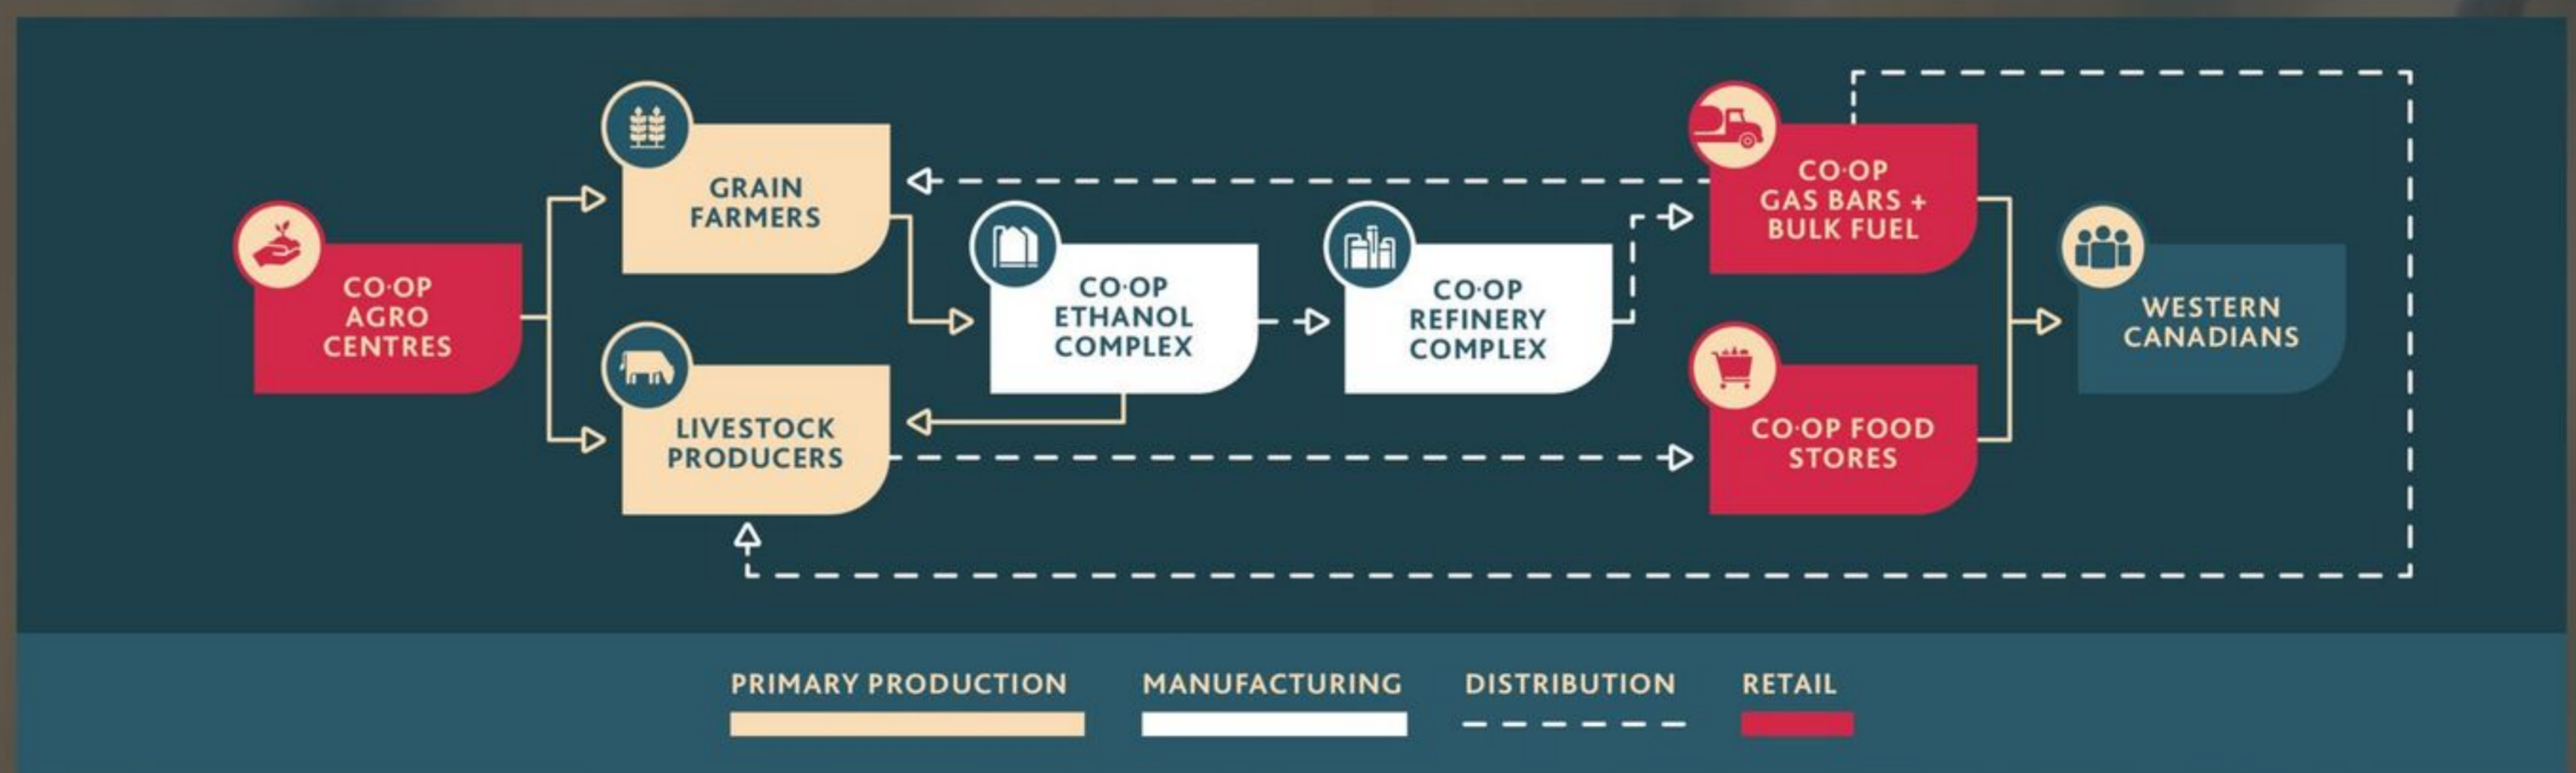 GRAIN
FARMERS
CO·OP
AGRO
CENTRES
LIVESTOCK
PRODUCERS
CO·OP
ETHANOL
COMPLEX
CO·OP
REFINERY
COMPLEX
CO·OP
GAS BARS +
BULK FUEL
CO·OP FOOD
STORES
WESTERN
CANADIANS
PRIMARY PRODUCTION
MANUFACTURING
DISTRIBUTION
RETAIL